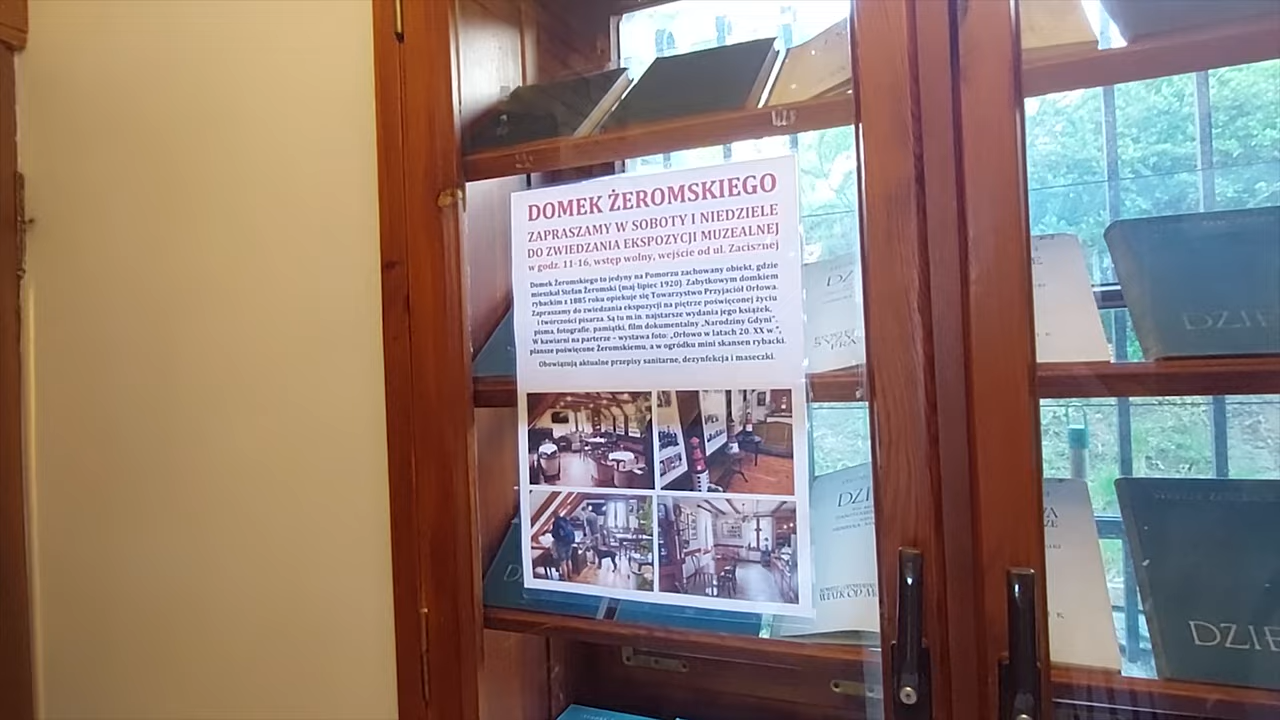 DOMEK ŻEROMSKIEGO
ZAPRASZAMY W SOBOTY I NIEDZIELE
DO ZWIEDZANIA EKSPOZYCJI MUZEALNEJ
w godz. 11-16, wstęp wolny, wejście od ul. Zacisznej
Domek Żeromskiego to jedyny na Pomorzu zachowany obiekt, gdzie
mieszkał Stefan Żeromski (maj-lipiec 1920). Zabytkowym domkiem
rybackim z 1885 roku opiekuje się Towarzystwo Przyjaciół Orłowa.
Zapraszamy do zwiedzania ekspozycji na piętrze poświęconej życiu
i twórczości pisarza. Są tu m.in. najstarsze wydania jego książek,
pisma, fotografie, pamiątki, film dokumentalny „Narodziny Gdyni".
W kawiarni na parterze – wystawa foto: „Orłowo w latach 20. XX w.",
plansze poświęcone Żeromskiemu, a w ogródku mini skansen rybacki.
Obowiązują aktualne przepisy sanitarne, dezynfekcja i maseczki.
DZIE
DZI
WIATR OD M
DZIE